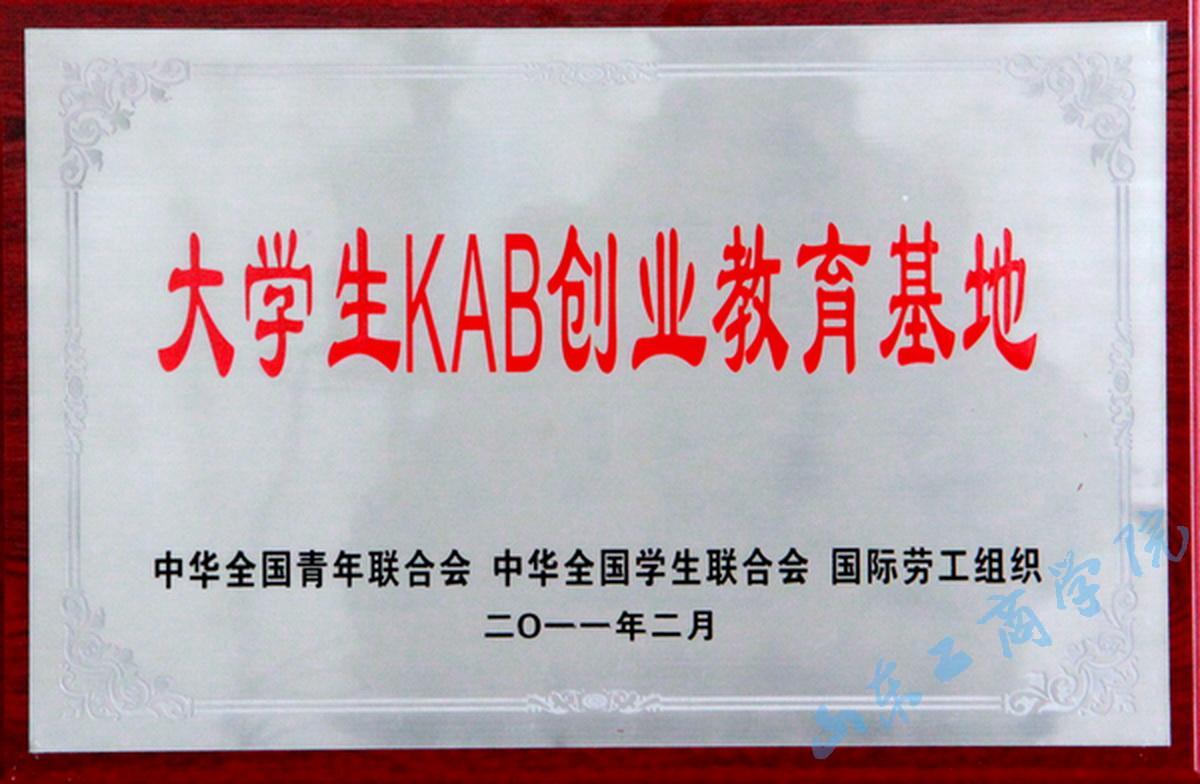 大学生KAB创业教育基地
中华全国青年联合会 中华全国学生联合会 国际劳工组织
二〇一一年二月
山东工商学院